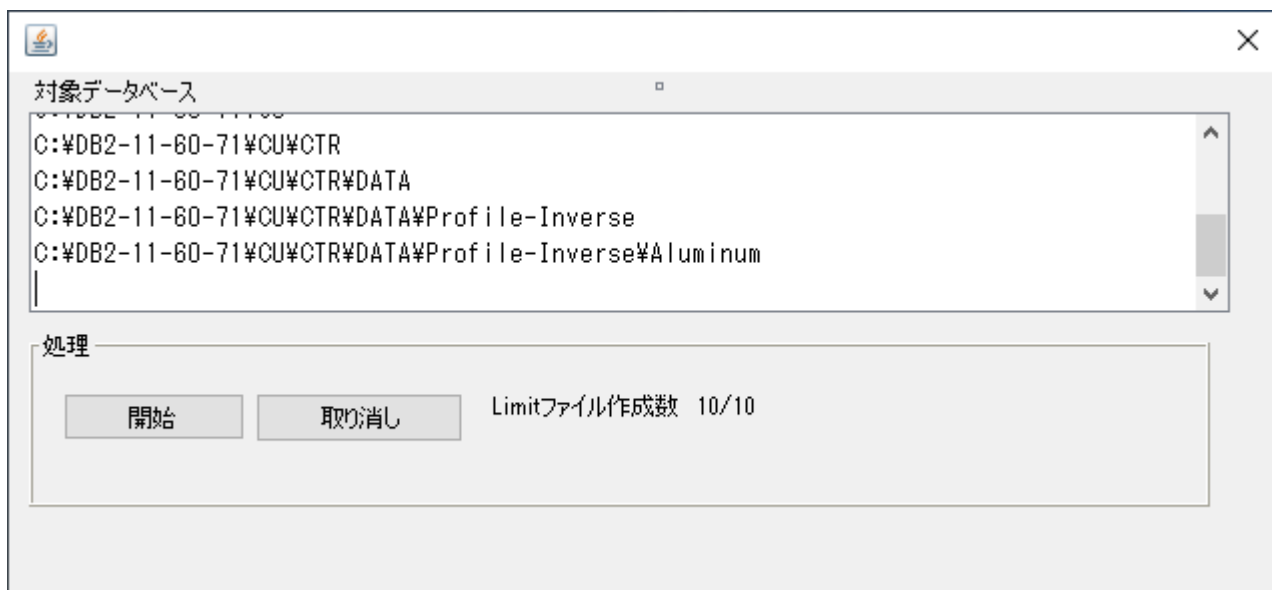 対象データベース
C:¥DB2-11-60-71¥CU¥CTR
C:¥DB2-11-60-71¥CU¥CTR¥DATA
C:¥DB2-11-60-71¥CU¥CTR¥DATA¥Profile-Inverse
C:¥DB2-11-60-71¥CU¥CTR¥DATA¥Profile-Inverse¥Aluminum
処理
開始 取り消し Limitファイル作成数 10/10